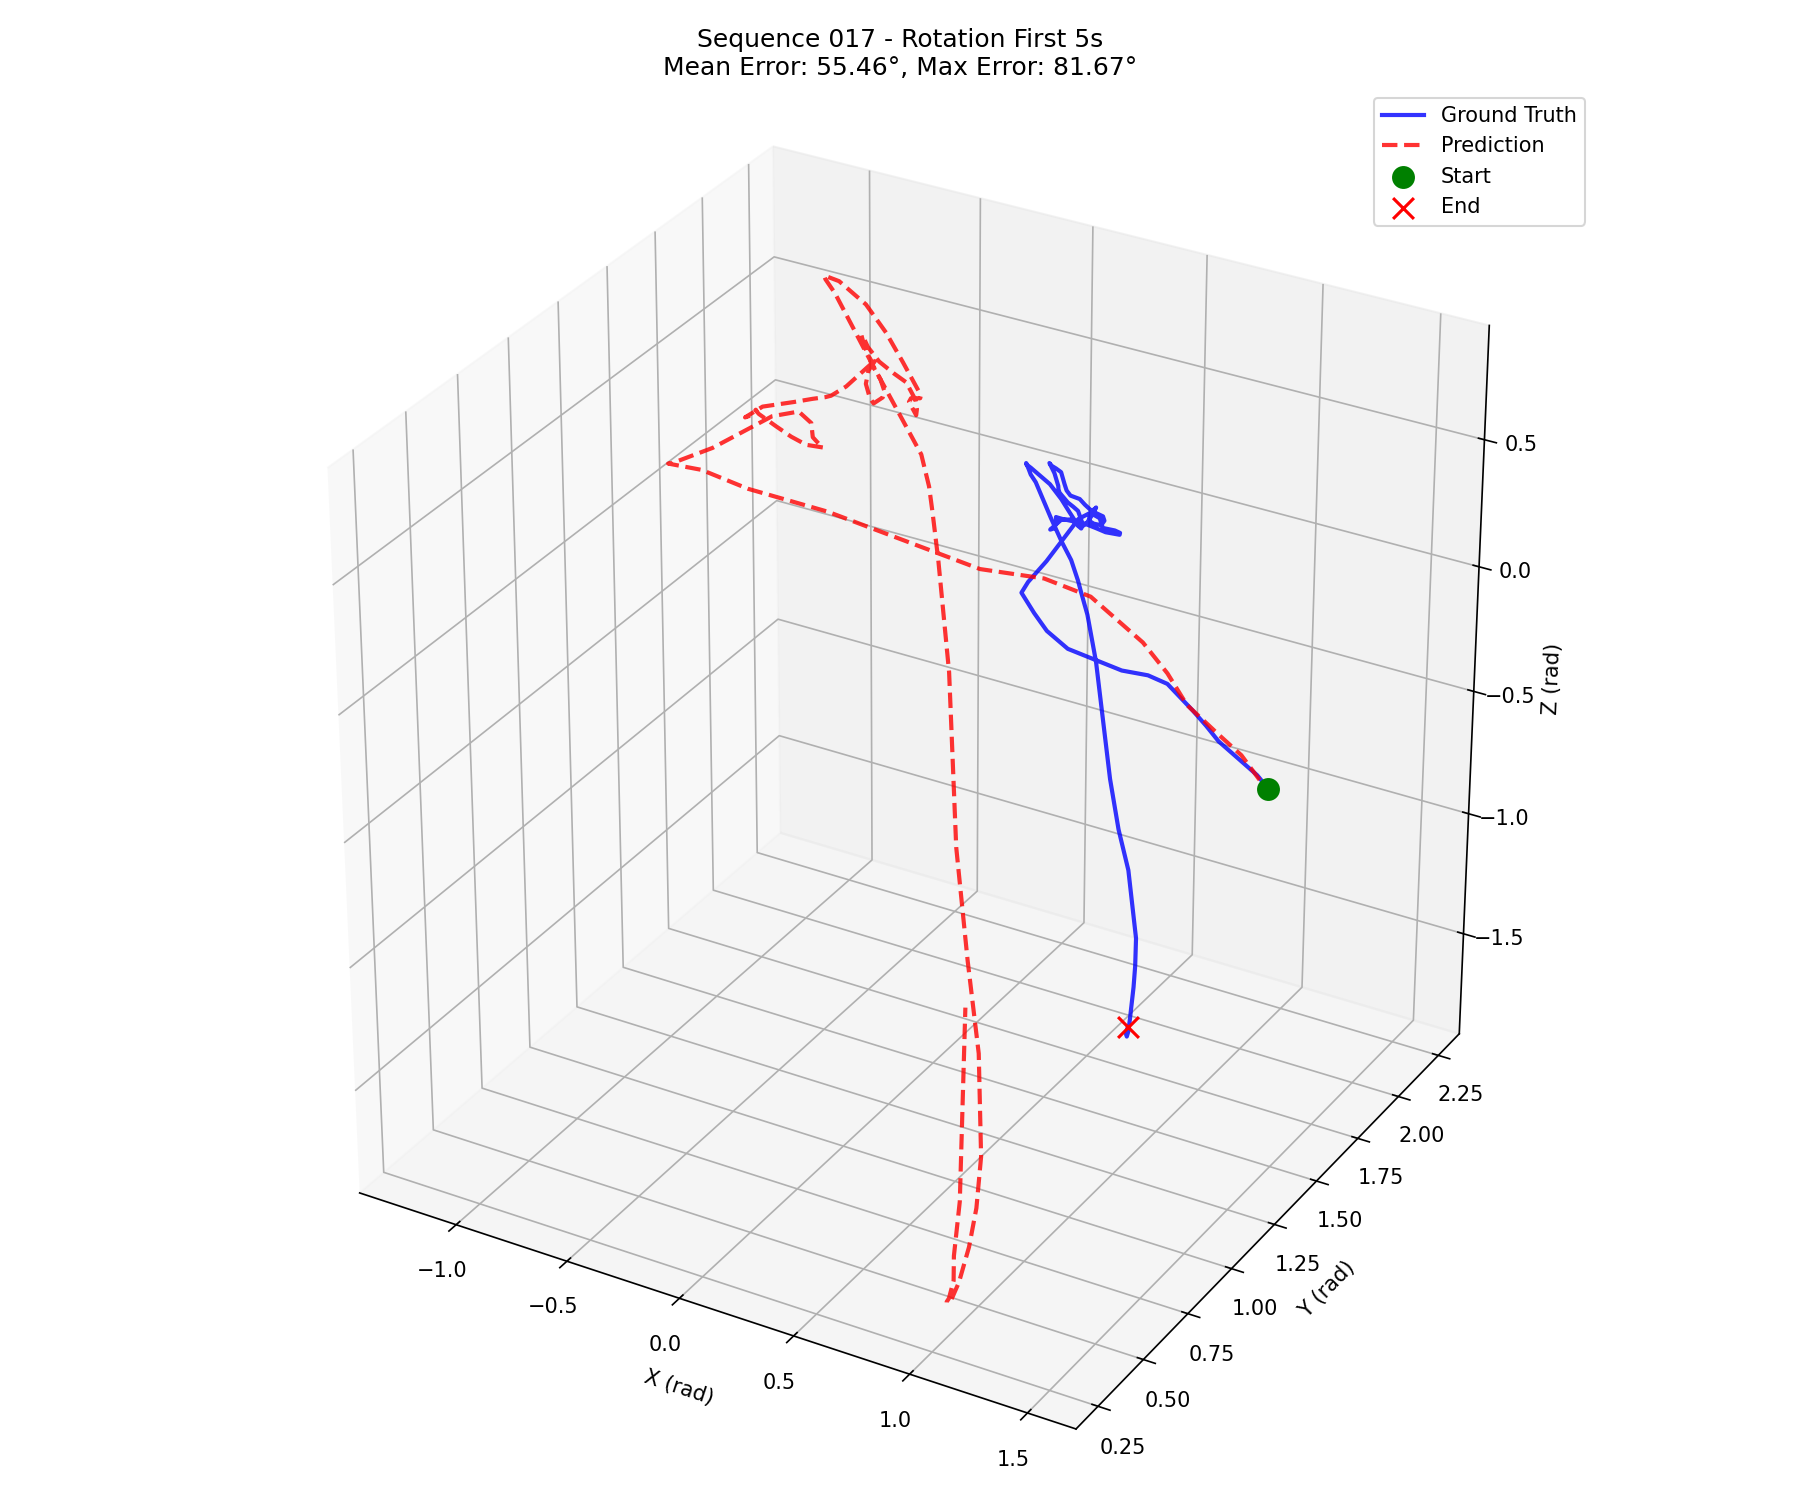 Sequence 017 - Rotation First 5s
Mean Error: 55.46°, Max Error: 81.67°
Ground Truth
Prediction
Start
End
0.5
0.0
−0.5
−1.0
−1.5
Z (rad)
2.25
2.00
1.75
1.50
1.25
1.00
0.75
0.50
0.25
Y (rad)
−1.0
−0.5
0.0
0.5
1.0
1.5
X (rad)